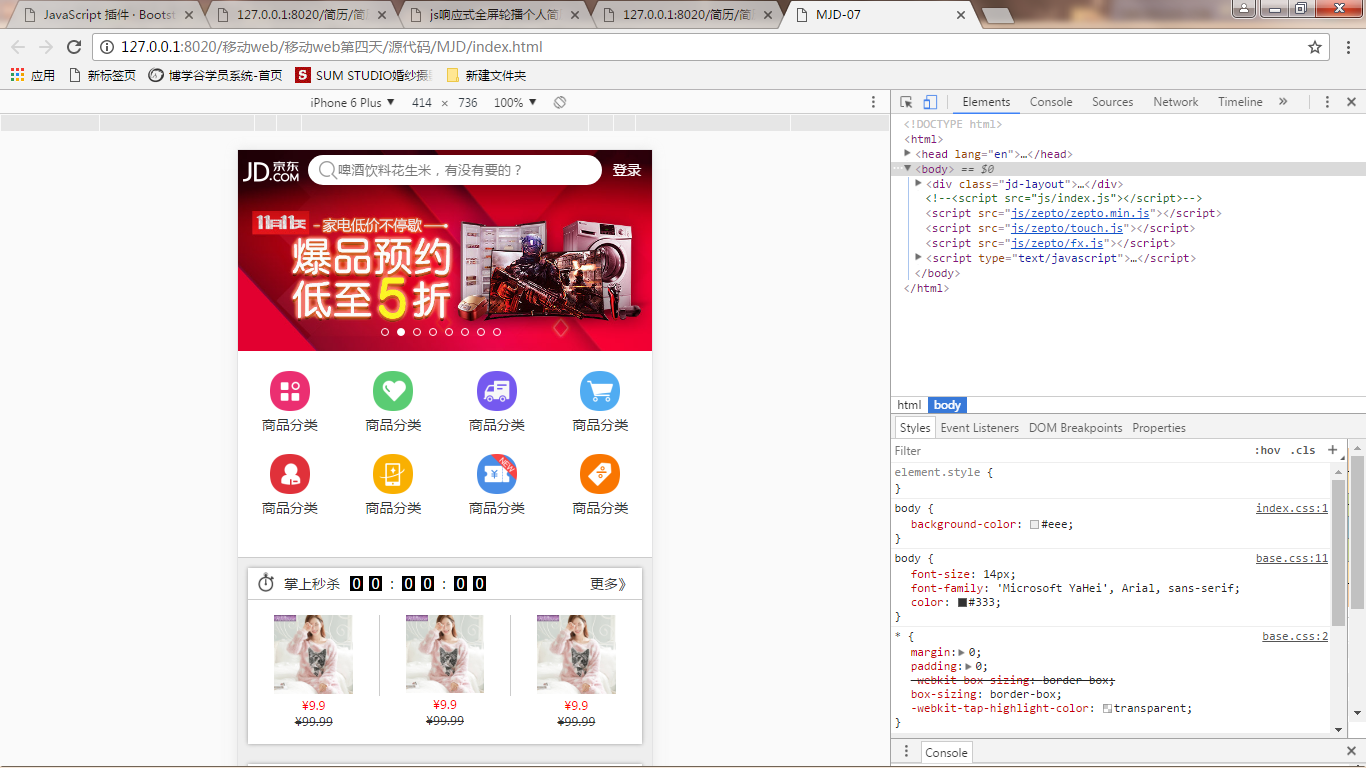 JavaScript 插件 · Bootst
127.0.0.1:8020/简历/简
js响应式全屏轮播个人简
127.0.0.1:8020/简历/简
MJD-07
127.0.0.1:8020/移动web/移动web第四天/源代码/MJD/index.html
应用
新标签页
博学谷学员系统-首页
S SUM STUDIO婚纱摄
新建文件夹
iPhone 6 Plus ▼ 414 × 736 100% ▼
JD 京东 .COM
啤酒饮料花生米，有没有要的？
登录
11月11天
家电低价不停歇
爆品预约
低至5折
商品分类 商品分类 商品分类 商品分类
NEW
商品分类 商品分类 商品分类 商品分类
掌上秒杀 0 0 : 0 0 : 0 0 更多》
¥9.9 ¥9.9 ¥9.9
¥99.99 ¥99.99 ¥99.99
Elements Console Sources Network Timeline »
<!DOCTYPE html>
<html>
<head lang="en">…</head>
<body> == $0
<div class="jd-layout">…</div>
<!--<script src="js/index.js"></script>-->
<script src="js/zepto/zepto.min.js"></script>
<script src="js/zepto/touch.js"></script>
<script src="js/zepto/fx.js"></script>
<script type="text/javascript">…</script>
</body>
</html>
html body
Styles Event Listeners DOM Breakpoints Properties
Filter :hov .cls +
element.style {
}
body { index.css:1
background-color: #eee;
}
body { base.css:11
font-size: 14px;
font-family: 'Microsoft YaHei', Arial, sans-serif;
color: #333;
}
* { base.css:2
margin: 0;
padding: 0;
-webkit-box-sizing: border-box;
box-sizing: border-box;
-webkit-tap-highlight-color: transparent;
}
Console